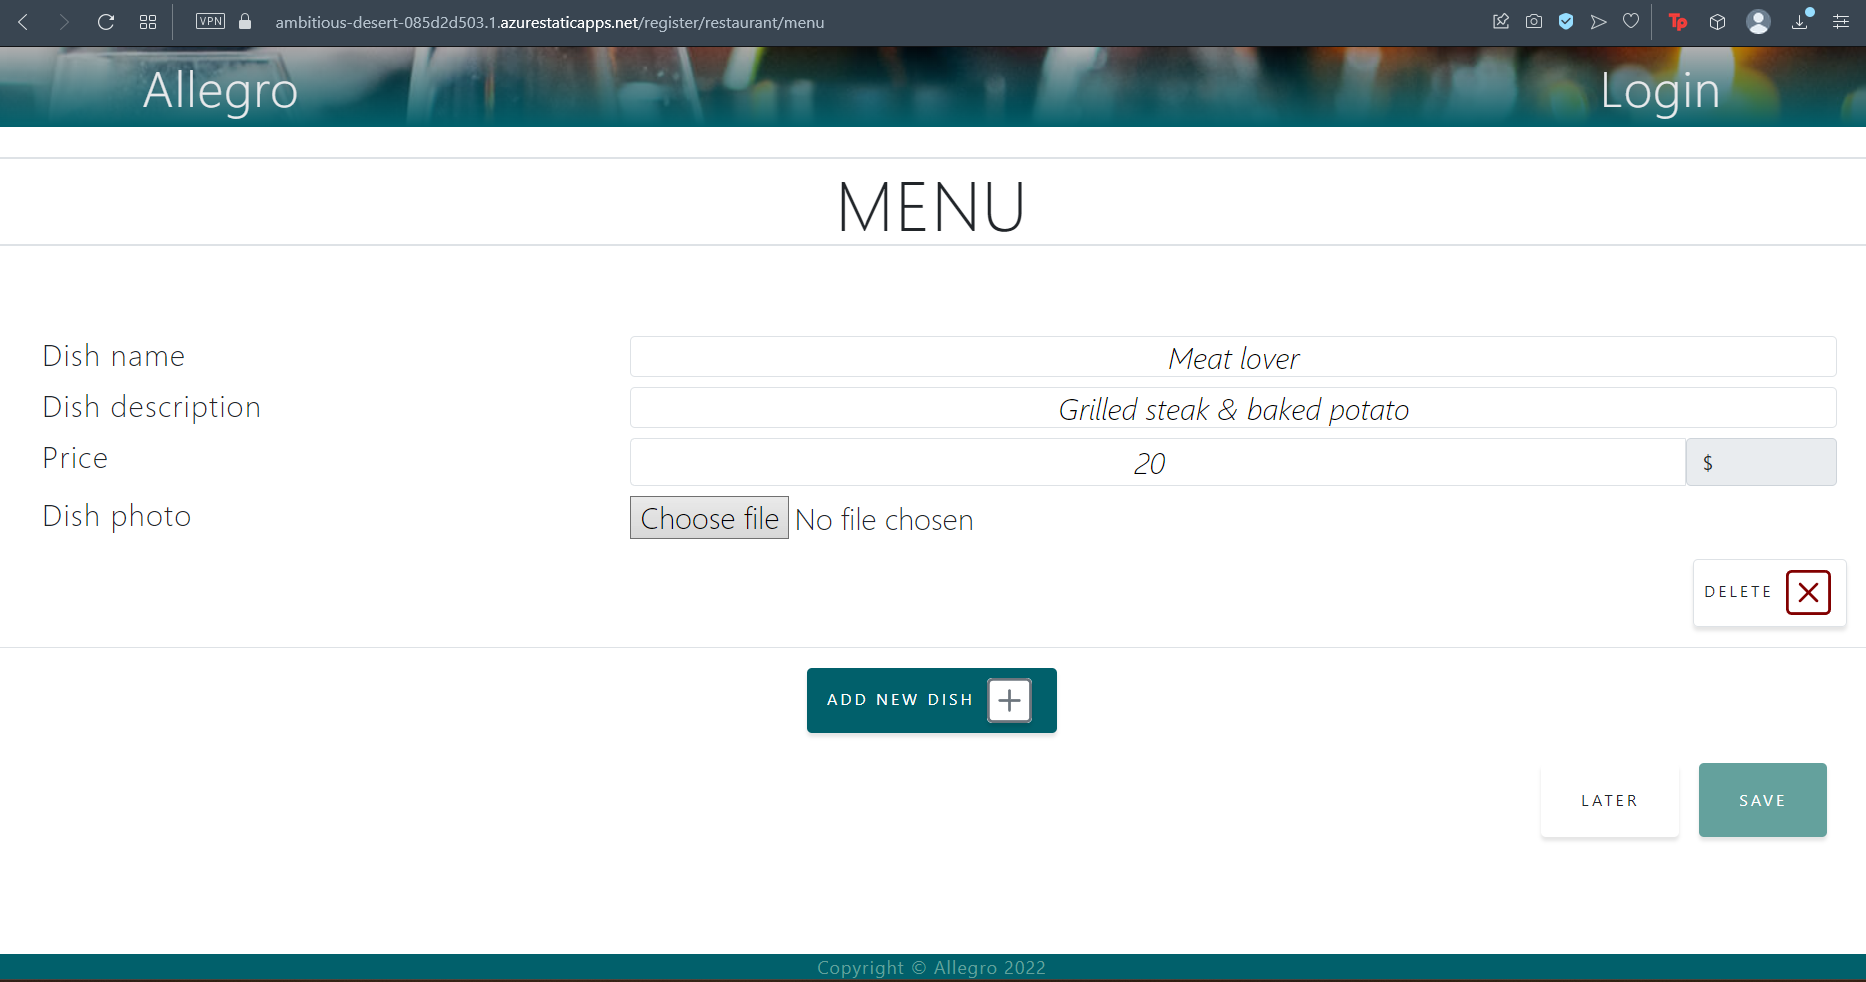 VPN ambitious-desert-085d2d503.1.azurestaticapps.net/register/restaurant/menu Tp
Allegro Login
MENU
Dish name Meat lover
Dish description Grilled steak & baked potato
Price 20 $
Dish photo Choose file No file chosen
DELETE
ADD NEW DISH
LATER SAVE
Copyright © Allegro 2022